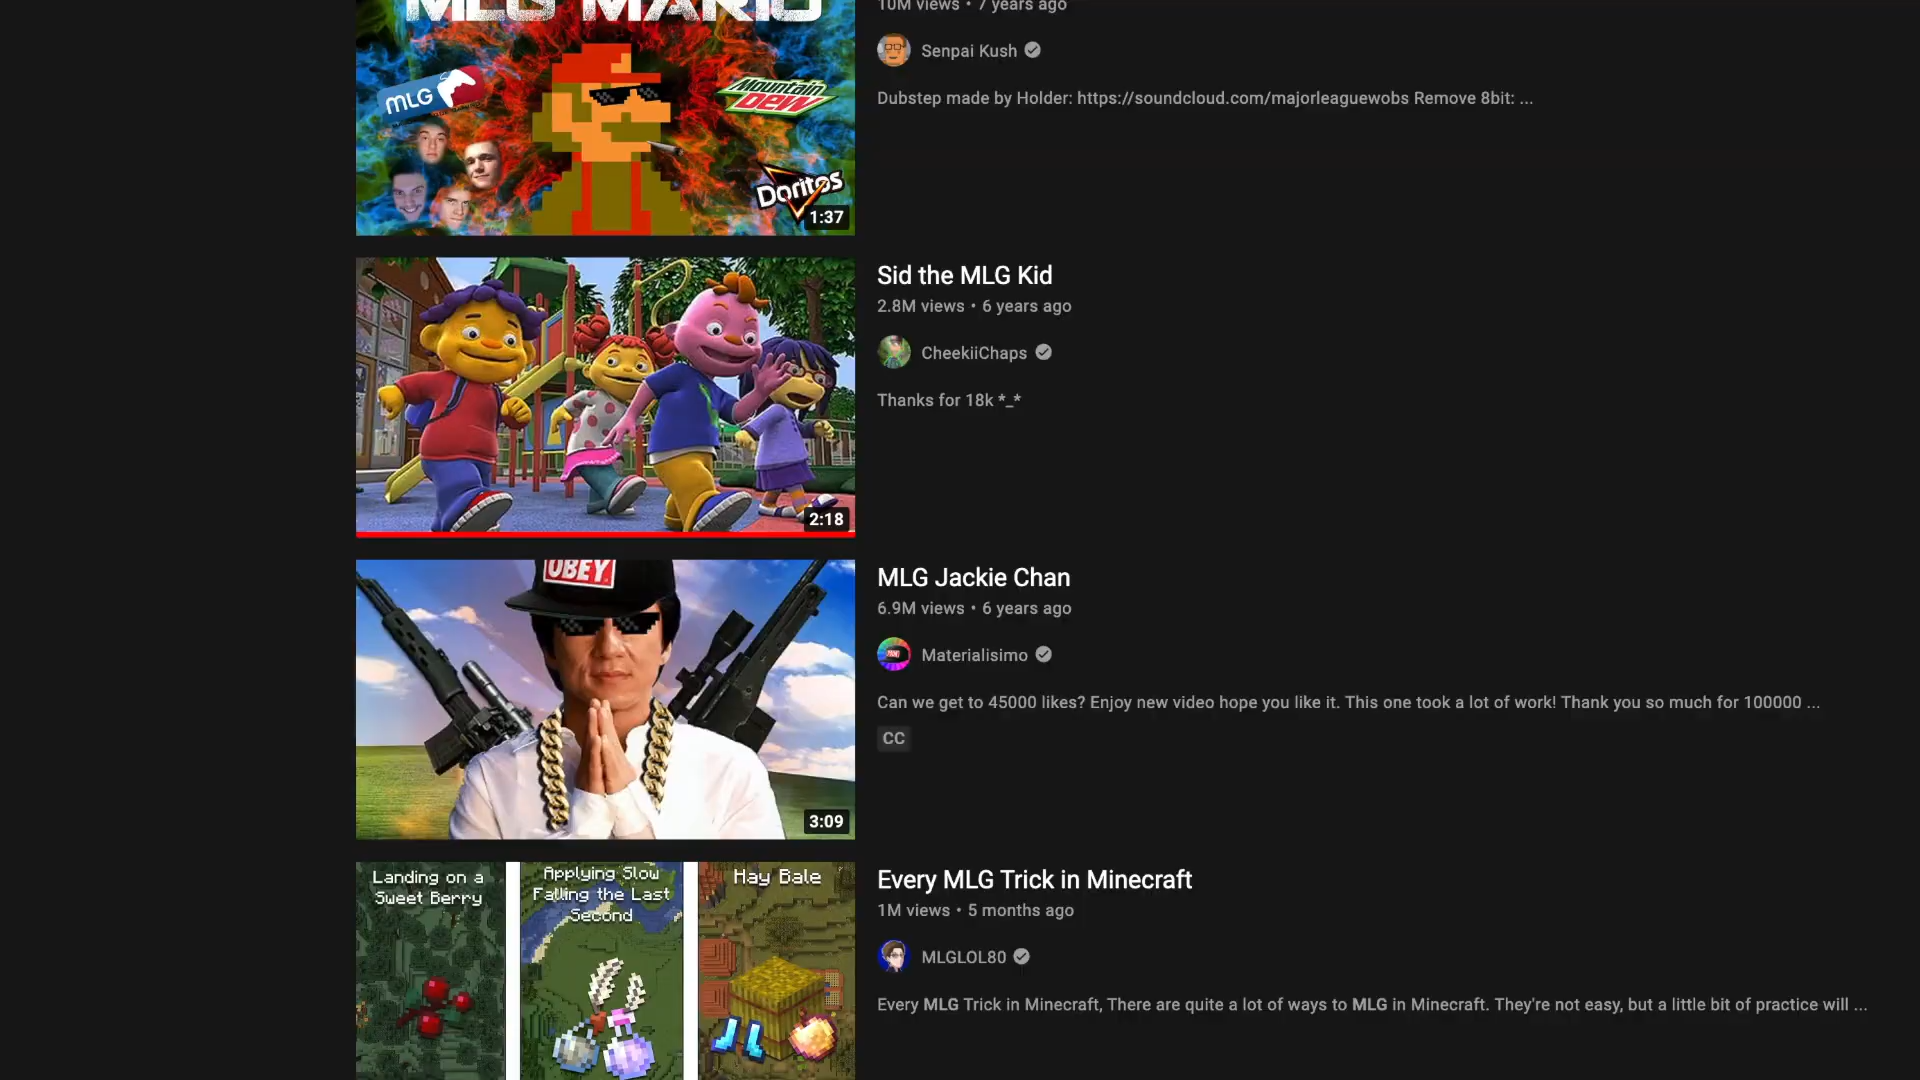 MLG MARIO
MLG
Mountain
Dew
Doritos
1:37
10M views • 7 years ago
Senpai Kush
Dubstep made by Holder: https://soundcloud.com/majorleaguewobs Remove 8bit: ...
2:18
Sid the MLG Kid
2.8M views • 6 years ago
CheekiiChaps
Thanks for 18k *_*
OBEY
3:09
MLG Jackie Chan
6.9M views • 6 years ago
Materialisimo
Can we get to 45000 likes? Enjoy new video hope you like it. This one took a lot of work! Thank you so much for 100000 ...
CC
Landing on a
Sweet Berry
Applying Slow
Falling the Last
Second
Hay Bale
Every MLG Trick in Minecraft
1M views • 5 months ago
MLGLOL80
Every MLG Trick in Minecraft, There are quite a lot of ways to MLG in Minecraft. They're not easy, but a little bit of practice will ...